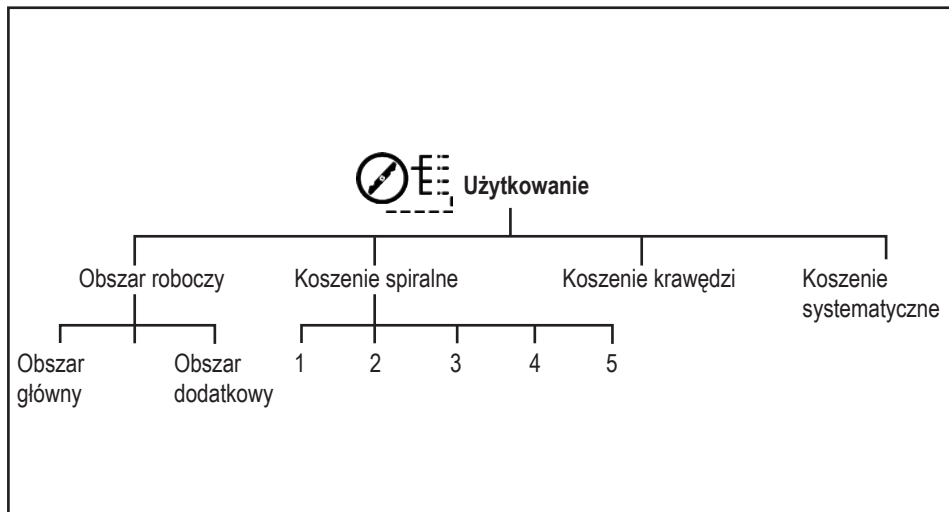 Użytkowanie
Obszar roboczy
Koszenie spiralne
Koszenie krawędzi
Koszenie
systematyczne
Obszar
główny
Obszar
dodatkowy
1 2 3 4 5